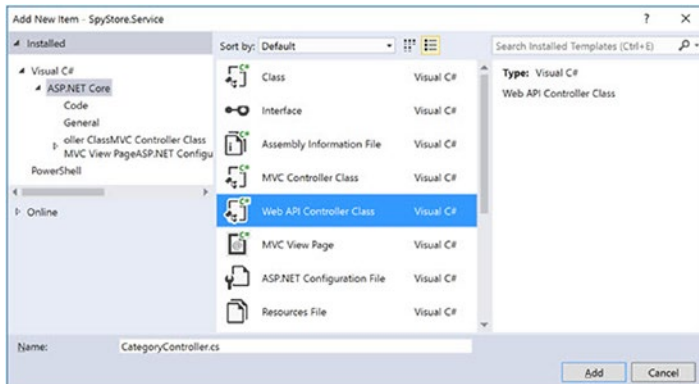 Add New Item - SpyStore.Service ? X
Installed
Sort by: Default
Search Installed Templates (Ctrl+E)
Visual C#
ASP.NET Core
Code
General
oller ClassMVC Controller Class
MVC View PageASP.NET Configu
PowerShell
Online
Class Visual C#
Interface Visual C#
Assembly Information File Visual C#
MVC Controller Class Visual C#
Web API Controller Class Visual C#
MVC View Page Visual C#
ASP.NET Configuration File Visual C#
Resources File Visual C#
Type: Visual C#
Web API Controller Class
Name: CategoryController.cs
Add Cancel